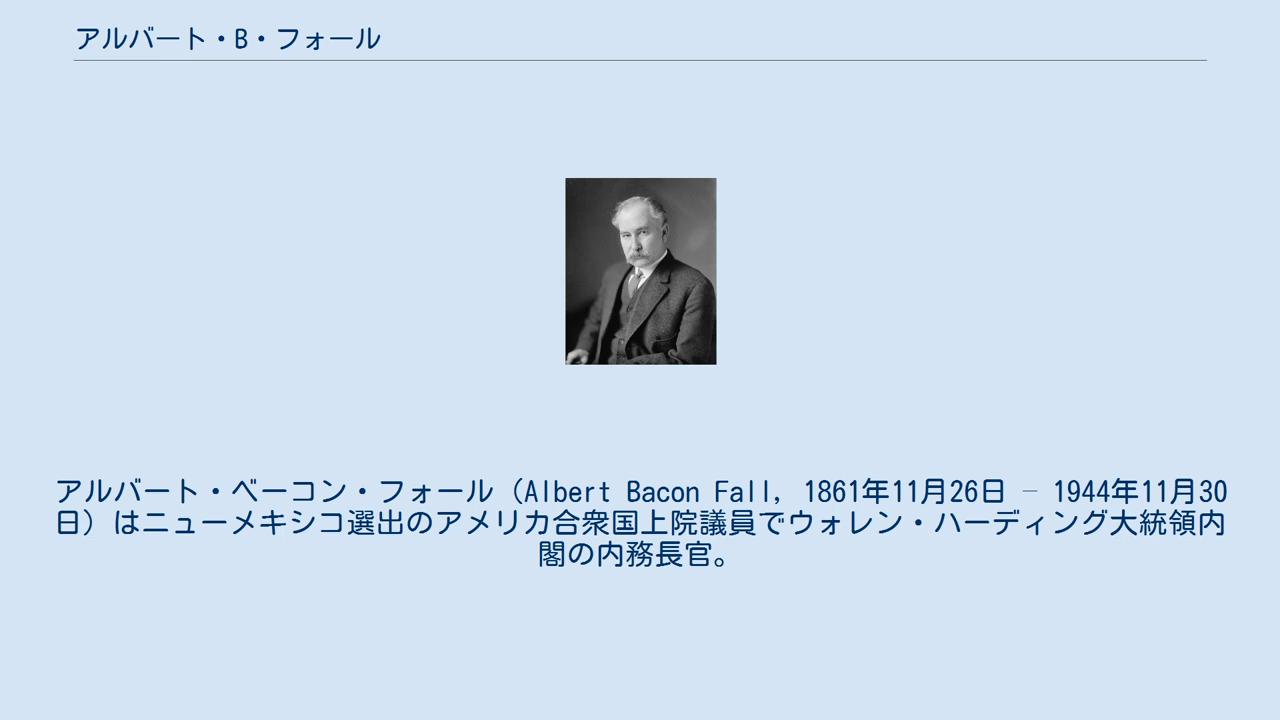 アルバート・B・フォール
アルバート・ベーコン・フォール（Albert Bacon Fall, 1861年11月26日 – 1944年11月30
日）はニューメキシコ選出のアメリカ合衆国上院議員でウォレン・ハーディング大統領内
閣の内務長官。